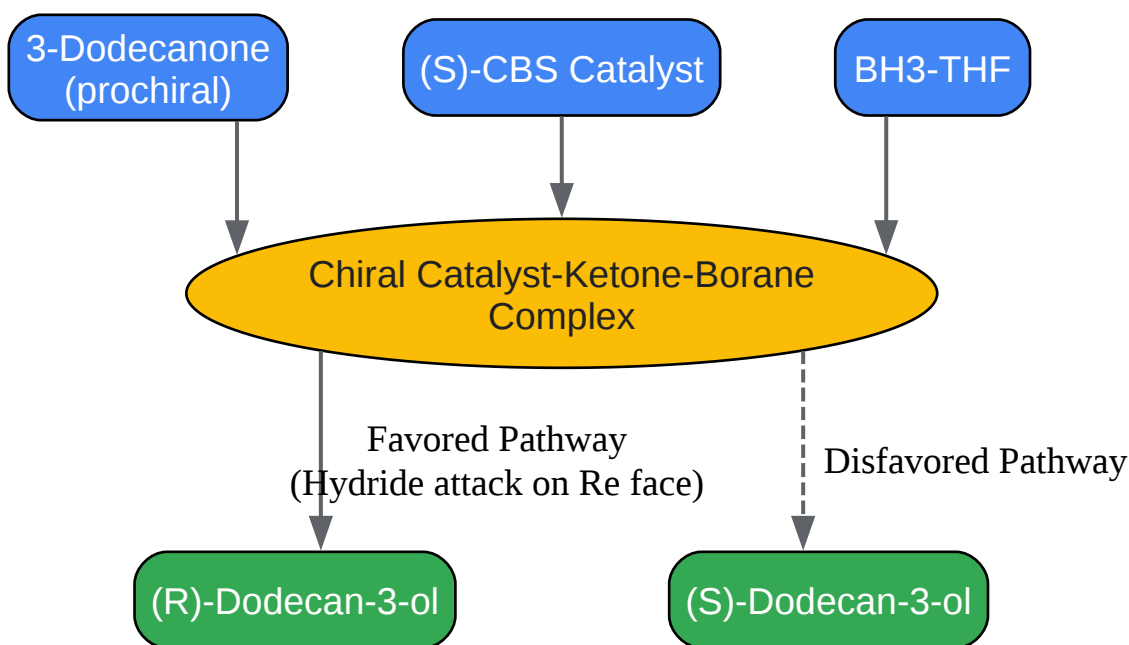 3-Dodecanone
(prochiral)
(S)-CBS Catalyst
BH3-THF
Chiral Catalyst-Ketone-Borane
Complex
Favored Pathway
(Hydride attack on Re face)
Disfavored Pathway
(R)-Dodecan-3-ol
(S)-Dodecan-3-ol